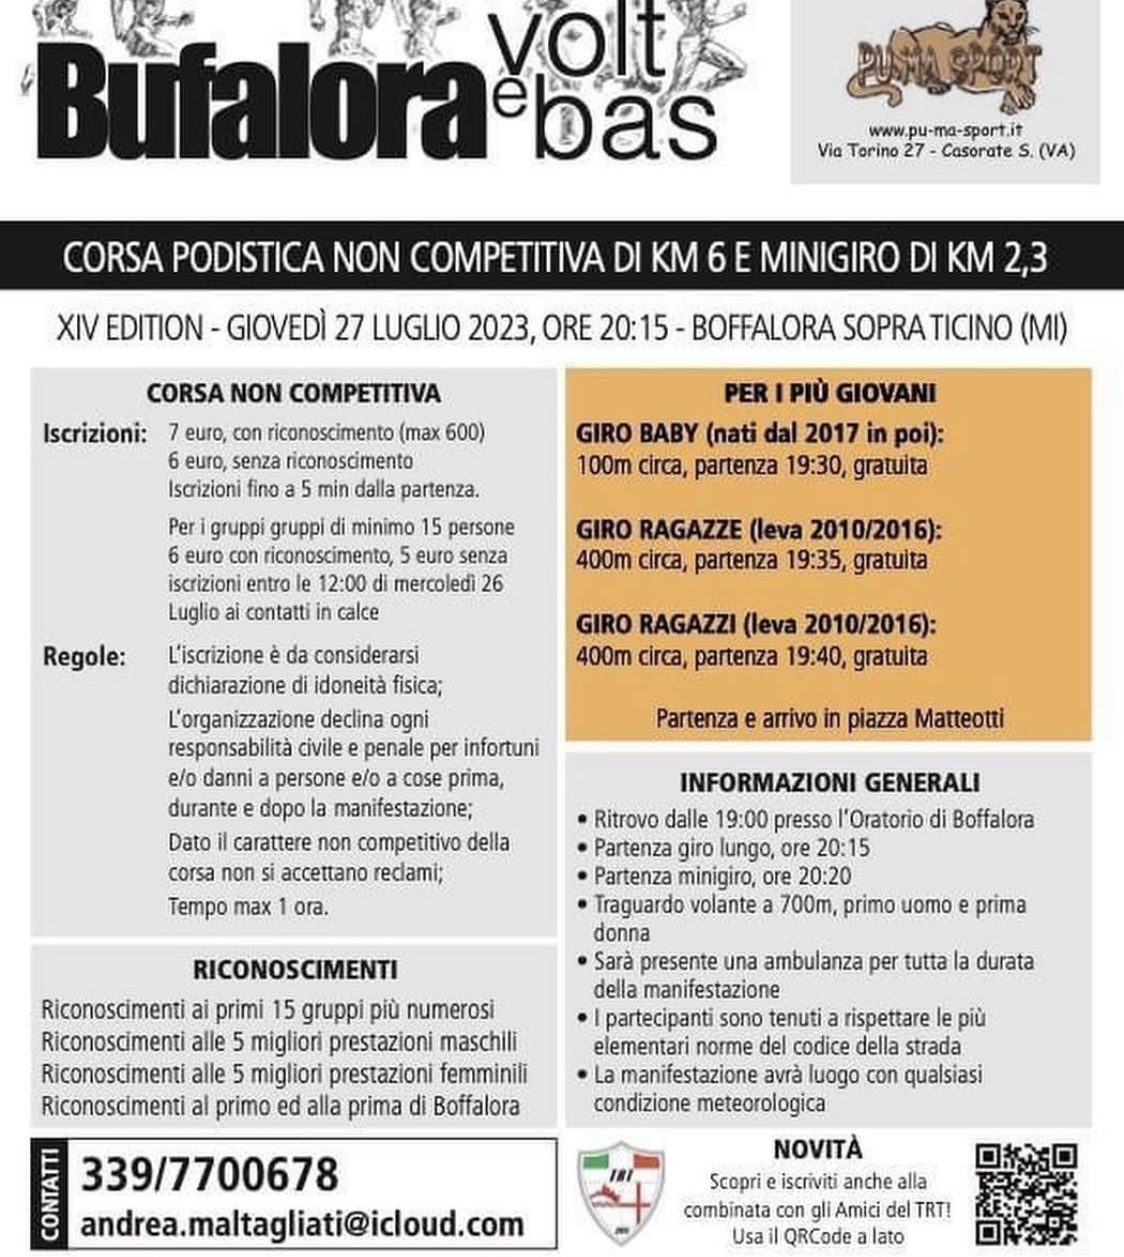 volt
Bufalora e bas
PU-MA SPORT
www.pu-ma-sport.it
Via Torino 27 - Casorate S. (VA)
CORSA PODISTICA NON COMPETITIVA DI KM 6 E MINIGIRO DI KM 2,3
XIV EDITION - GIOVEDÌ 27 LUGLIO 2023, ORE 20:15 - BOFFALORA SOPRA TICINO (MI)
CORSA NON COMPETITIVA
Iscrizioni: 7 euro, con riconoscimento (max 600)
6 euro, senza riconoscimento
Iscrizioni fino a 5 min dalla partenza.
Per i gruppi gruppi di minimo 15 persone
6 euro con riconoscimento, 5 euro senza
iscrizioni entro le 12:00 di mercoledì 26
Luglio ai contatti in calce
Regole: L'iscrizione è da considerarsi
dichiarazione di idoneità fisica;
L'organizzazione declina ogni
responsabilità civile e penale per infortuni
e/o danni a persone e/o a cose prima,
durante e dopo la manifestazione;
Dato il carattere non competitivo della
corsa non si accettano reclami;
Tempo max 1 ora.
RICONOSCIMENTI
Riconoscimenti ai primi 15 gruppi più numerosi
Riconoscimenti alle 5 migliori prestazioni maschili
Riconoscimenti alle 5 migliori prestazioni femminili
Riconoscimenti al primo ed alla prima di Boffalora
PER I PIÙ GIOVANI
GIRO BABY (nati dal 2017 in poi):
100m circa, partenza 19:30, gratuita
GIRO RAGAZZE (leva 2010/2016):
400m circa, partenza 19:35, gratuita
GIRO RAGAZZI (leva 2010/2016):
400m circa, partenza 19:40, gratuita
Partenza e arrivo in piazza Matteotti
INFORMAZIONI GENERALI
• Ritrovo dalle 19:00 presso l'Oratorio di Boffalora
• Partenza giro lungo, ore 20:15
• Partenza minigiro, ore 20:20
• Traguardo volante a 700m, primo uomo e prima
donna
• Sarà presente una ambulanza per tutta la durata
della manifestazione
• I partecipanti sono tenuti a rispettare le più
elementari norme del codice della strada
• La manifestazione avrà luogo con qualsiasi
condizione meteorologica
CONTATTI
339/7700678
andrea.maltagliati@icloud.com
TRT
NOVITÀ
Scopri e iscriviti anche alla
combinata con gli Amici del TRT!
Usa il QRCode a lato